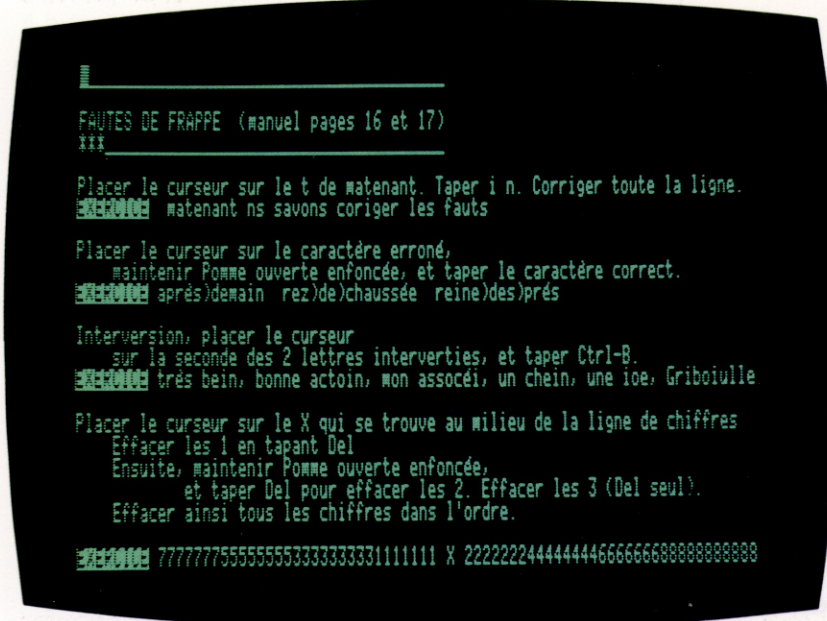 FAUTES DE FRAPPE (manuel pages 16 et 17)
***
Placer le curseur sur le t de matenant. Taper i n. Corriger toute la ligne.
EXERCICE matenant ns savons coriger les fauts
Placer le curseur sur le caractère erroné,
maintenir Pomme ouverte enfoncée, et taper le caractère correct.
EXERCICE aprés)demain rez)de)chaussée reine)des)prés
Interversion, placer le curseur
sur la seconde des 2 lettres interverties, et taper Ctrl-B.
EXERCICE trés bein, bonne actoin, mon assocéi, un chein, une ioe, Griboiulle
Placer le curseur sur le X qui se trouve au milieu de la ligne de chiffres
Effacer les 1 en tapant Del
Ensuite, maintenir Pomme ouverte enfoncée,
et taper Del pour effacer les 2. Effacer les 3 (Del seul).
Effacer ainsi tous les chiffres dans l'ordre.
EXERCICE 7777777555555555333333333311111111 X 22222224444444446666666888888888888